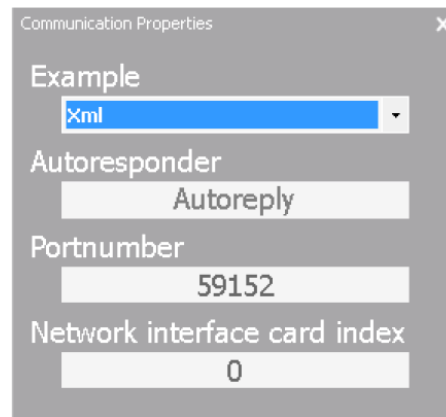 Communication Properties
Example
Xml
Autoresponder
Autoreply
Portnumber
59152
Network interface card index
0